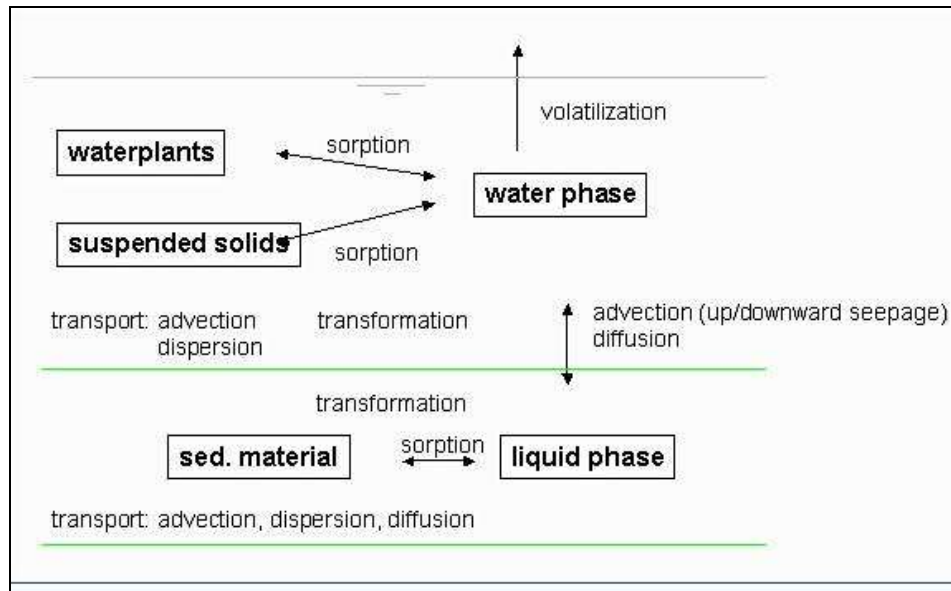 volatilization
waterplants
sorption
water phase
suspended solids
sorption
transport: advection
dispersion
transformation
advection (up/downward seepage)
diffusion
transformation
sed. material
sorption
liquid phase
transport: advection, dispersion, diffusion